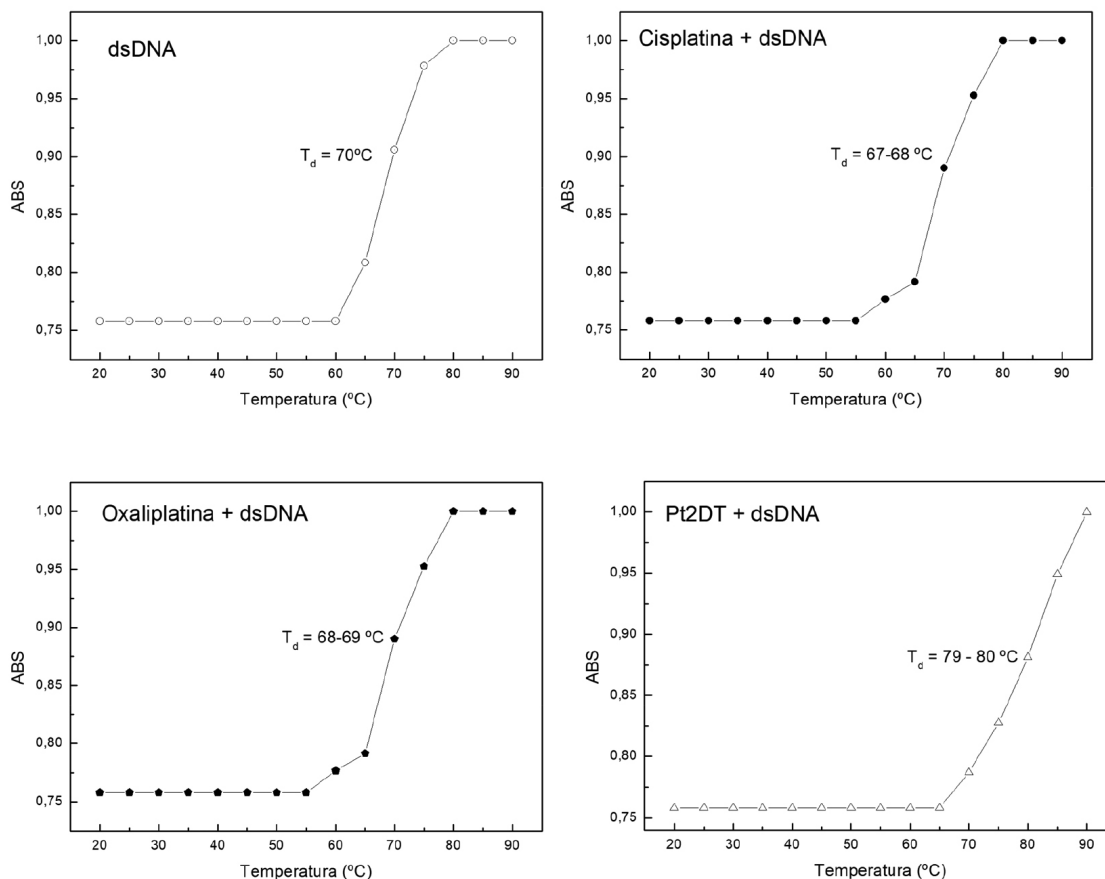 dsDNA
T_d = 70ºC
1,00
0,95
0,90
0,85
0,80
0,75
ABS
20 30 40 50 60 70 80 90
Temperatura (ºC)
Cisplatina + dsDNA
T_d = 67-68 ºC
1,00
0,95
0,90
0,85
0,80
0,75
ABS
20 30 40 50 60 70 80 90
Temperatura (ºC)
Oxaliplatina + dsDNA
T_d = 68-69 ºC
1,00
0,95
0,90
0,85
0,80
0,75
ABS
20 30 40 50 60 70 80 90
Temperatura (ºC)
Pt2DT + dsDNA
T_d = 79 - 80 ºC
1,00
0,95
0,90
0,85
0,80
0,75
ABS
20 30 40 50 60 70 80 90
Temperatura (ºC)